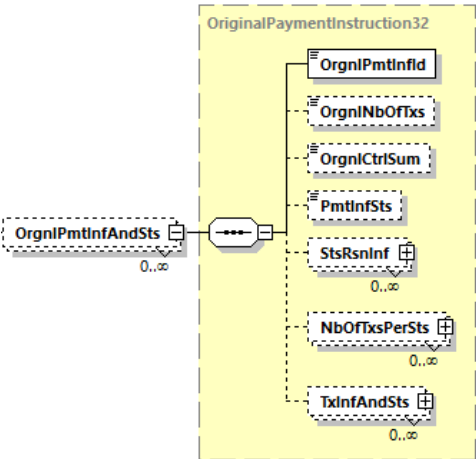 OriginalPaymentInstruction32
OrgnlPmtInfId
OrgnlNbOfTxs
OrgnlCtrlSum
PmtInfSts
OrgnlPmtInfAndSts
0..∞
StsRsnInf
0..∞
NbOfTxsPerSts
0..∞
TxInfAndSts
0..∞